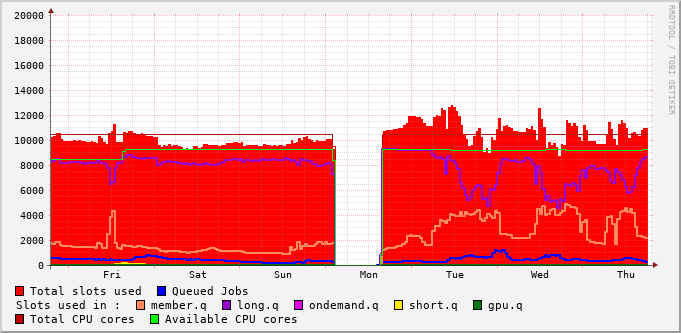 RRDTOOL / TOBI OETIKER
20000
18000
16000
14000
12000
10000
8000
6000
4000
2000
0
Fri Sat Sun Mon Tue Wed Thu
Total slots used Queued Jobs
Slots used in : member.q long.q ondemand.q short.q gpu.q
Total CPU cores Available CPU cores